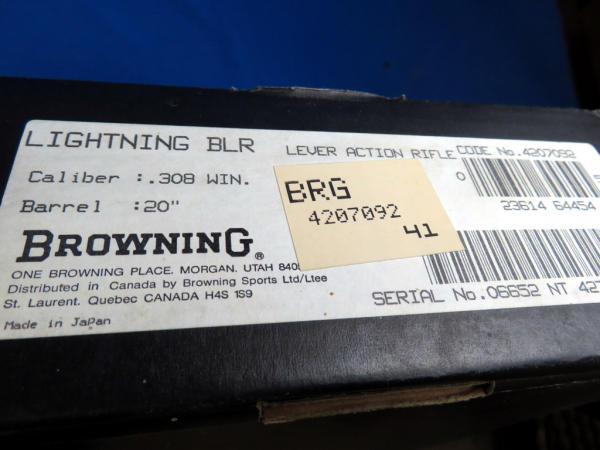 LIGHTNING BLR
LEVER ACTION RIFLE
CODE No. 4207092
Caliber :.308 WIN.
Barrel :20"
BRG
4207092
41
0
23614 64454
BROWNING®
ONE BROWNING PLACE. MORGAN. UTAH
Distributed in Canada by Browning Sports Ltd/Ltee
St. Laurent. Quebec CANADA H4S 1S9
SERIAL No. 06652 NT
Made in Japan